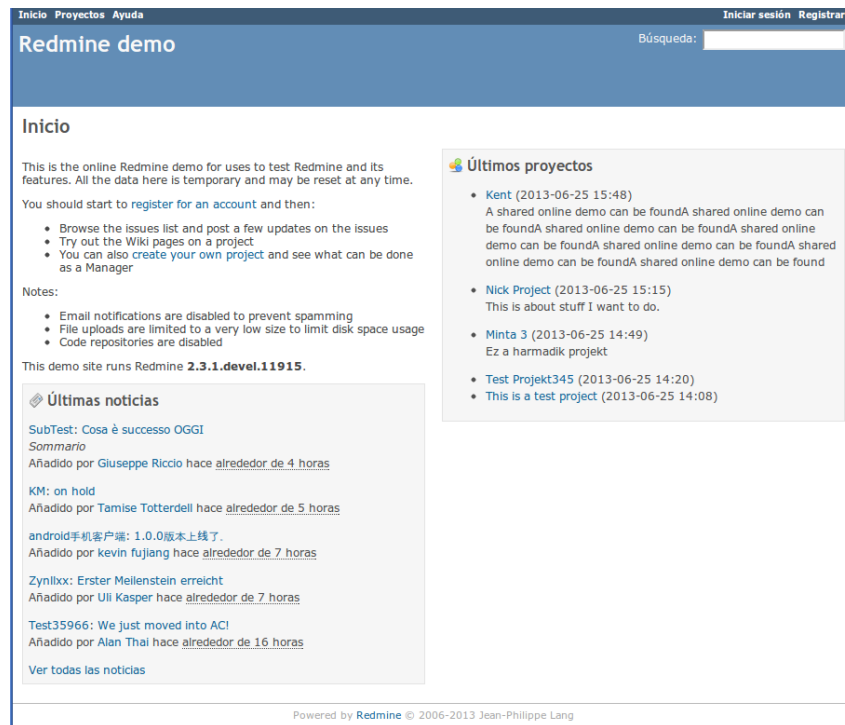 Inicio Proyectos Ayuda
Iniciar sesión Registrar
Redmine demo
Búsqueda:
Inicio
This is the online Redmine demo for uses to test Redmine and its
features. All the data here is temporary and may be reset at any time.
You should start to register for an account and then:
Browse the issues list and post a few updates on the issues
Try out the Wiki pages on a project
You can also create your own project and see what can be done
as a Manager
Notes:
Email notifications are disabled to prevent spamming
File uploads are limited to a very low size to limit disk space usage
Code repositories are disabled
This demo site runs Redmine 2.3.1.devel.11915.
Últimas noticias
SubTest: Cosa è successo OGGI
Sommario
Añadido por Giuseppe Riccio hace alrededor de 4 horas
KM: on hold
Añadido por Tamise Totterdell hace alrededor de 5 horas
android手机客户端: 1.0.0版本上线了.
Añadido por kevin fujiang hace alrededor de 7 horas
Zynllxx: Erster Meilenstein erreicht
Añadido por Uli Kasper hace alrededor de 7 horas
Test35966: We just moved into AC!
Añadido por Alan Thai hace alrededor de 16 horas
Ver todas las noticias
Últimos proyectos
Kent (2013-06-25 15:48)
A shared online demo can be foundA shared online demo can
be foundA shared online demo can be foundA shared online
demo can be foundA shared online demo can be foundA shared
online demo can be foundA shared online demo can be found
Nick Project (2013-06-25 15:15)
This is about stuff I want to do.
Minta 3 (2013-06-25 14:49)
Ez a harmadik projekt
Test Projekt345 (2013-06-25 14:20)
This is a test project (2013-06-25 14:08)
Powered by Redmine © 2006-2013 Jean-Philippe Lang